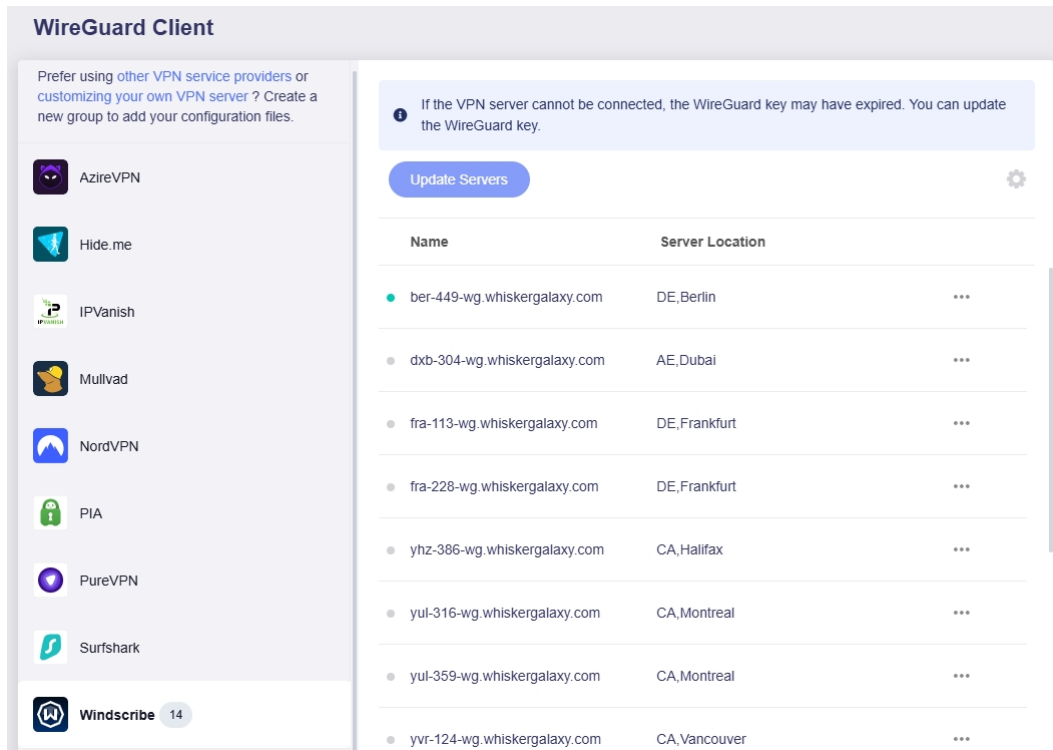 WireGuard Client
Prefer using other VPN service providers or
customizing your own VPN server ? Create a
new group to add your configuration files.
AzireVPN
Hide.me
IPVanish
Mullvad
NordVPN
PIA
PureVPN
Surfshark
Windscribe 14
If the VPN server cannot be connected, the WireGuard key may have expired. You can update
the WireGuard key.
Update Servers
Name Server Location
ber-449-wg.whiskergalaxy.com DE,Berlin
dxb-304-wg.whiskergalaxy.com AE,Dubai
fra-113-wg.whiskergalaxy.com DE,Frankfurt
fra-228-wg.whiskergalaxy.com DE,Frankfurt
yhz-386-wg.whiskergalaxy.com CA,Halifax
yul-316-wg.whiskergalaxy.com CA,Montreal
yul-359-wg.whiskergalaxy.com CA,Montreal
yvr-124-wg.whiskergalaxy.com CA,Vancouver